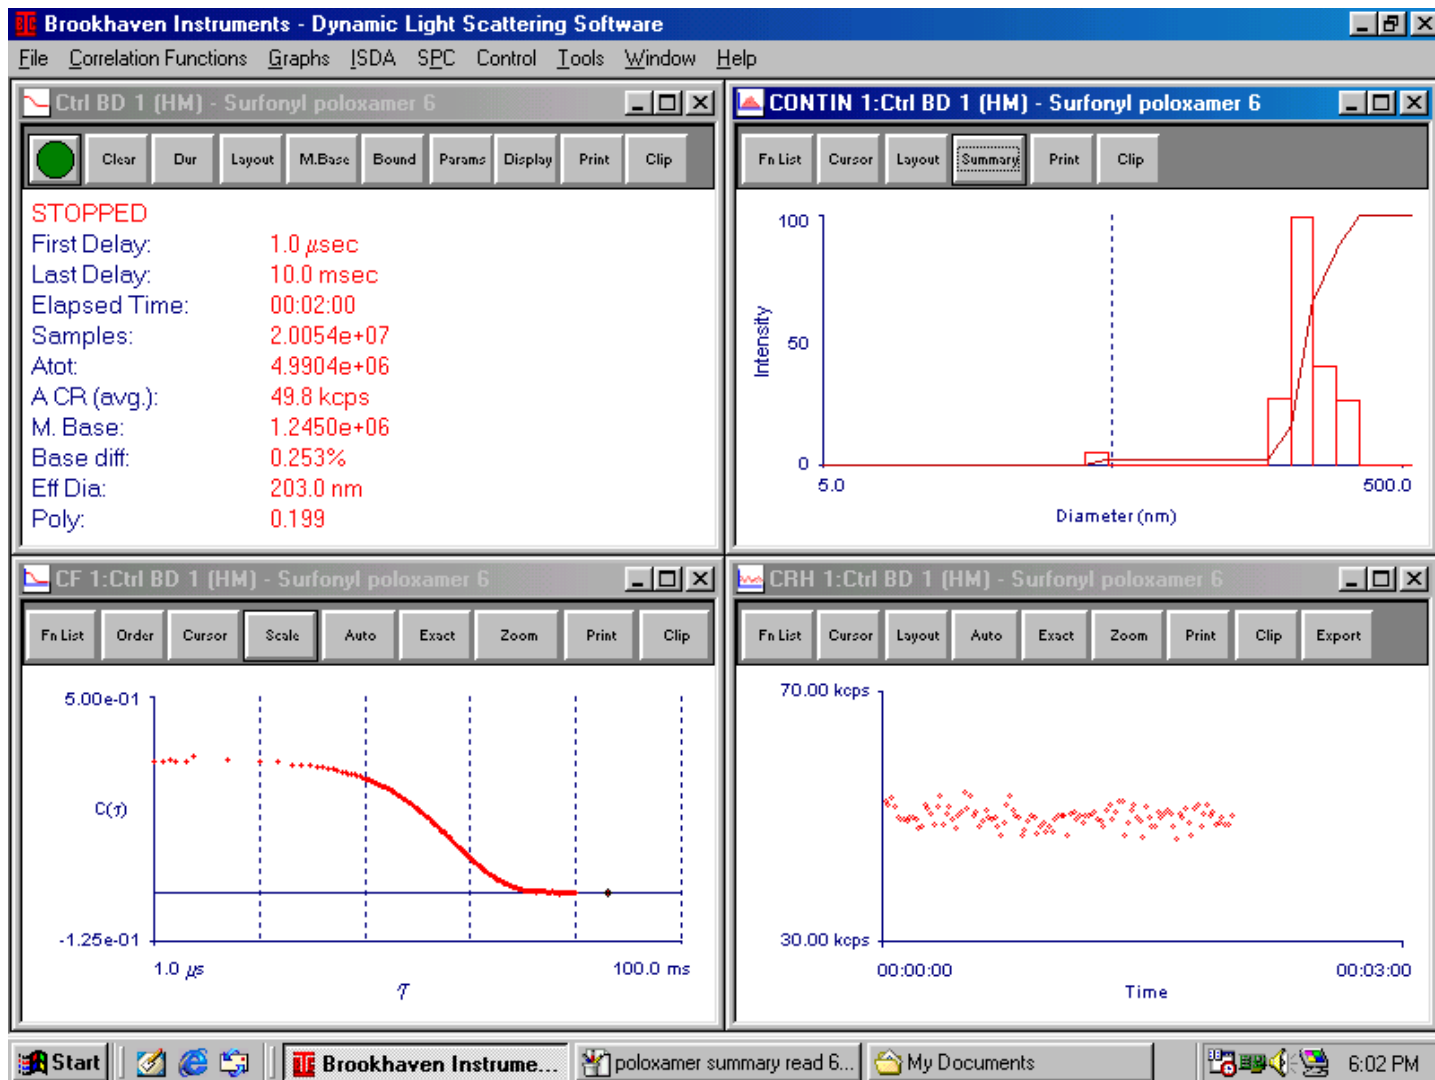 Brookhaven Instruments - Dynamic Light Scattering Software
File Correlation Functions Graphs ISDA SPC Control Tools Window Help
Ctrl BD 1 (HM) - Surfonyl poloxamer 6
Clear Dur Layout M.Base Bound Params Display Print Clip
STOPPED
First Delay: 1.0 µsec
Last Delay: 10.0 msec
Elapsed Time: 00:02:00
Samples: 2.0054e+07
Atot: 4.9904e+06
A CR (avg.): 49.8 kcps
M. Base: 1.2450e+06
Base diff: 0.253%
Eff Dia: 203.0 nm
Poly: 0.199
CONTIN 1:Ctrl BD 1 (HM) - Surfonyl poloxamer 6
Fn List Cursor Layout Summary Print Clip
100
50
0
Intensity
5.0 500.0
Diameter (nm)
CF 1:Ctrl BD 1 (HM) - Surfonyl poloxamer 6
Fn List Order Cursor Scale Auto Exact Zoom Print Clip
5.00e-01
C(τ)
-1.25e-01
1.0 µs 100.0 ms
τ
CRH 1:Ctrl BD 1 (HM) - Surfonyl poloxamer 6
Fn List Cursor Layout Auto Exact Zoom Print Clip Export
70.00 kcps
30.00 kcps
00:00:00 00:03:00
Time
Start Brookhaven Instrume... poloxamer summary read 6... My Documents 6:02 PM